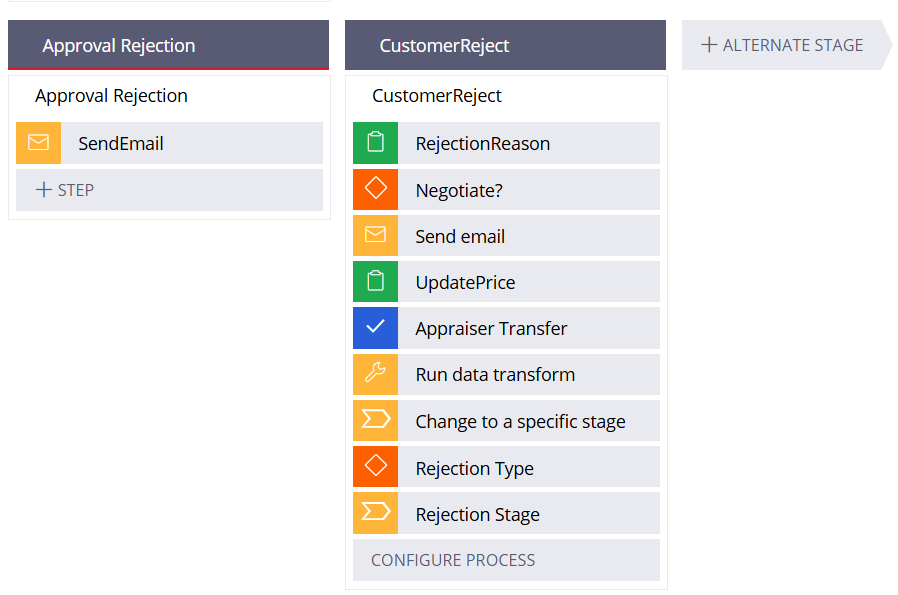 Approval Rejection
CustomerReject
+ ALTERNATE STAGE
Approval Rejection
SendEmail
+ STEP
CustomerReject
RejectionReason
Negotiate?
Send email
UpdatePrice
Appraiser Transfer
Run data transform
Change to a specific stage
Rejection Type
Rejection Stage
CONFIGURE PROCESS